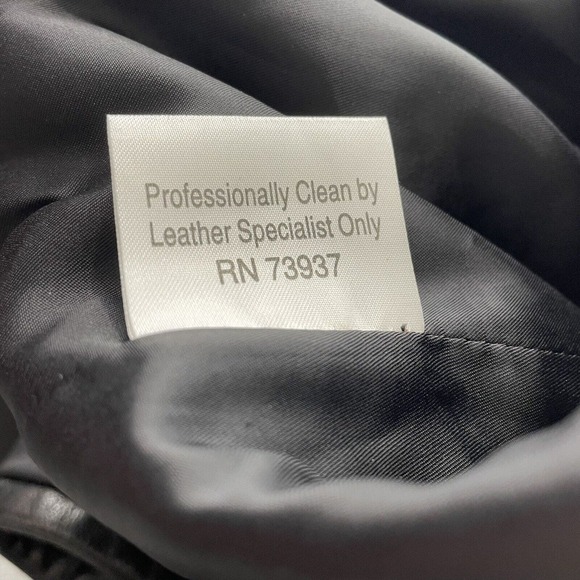 Professionally Clean by
Leather Specialist Only
RN 73937